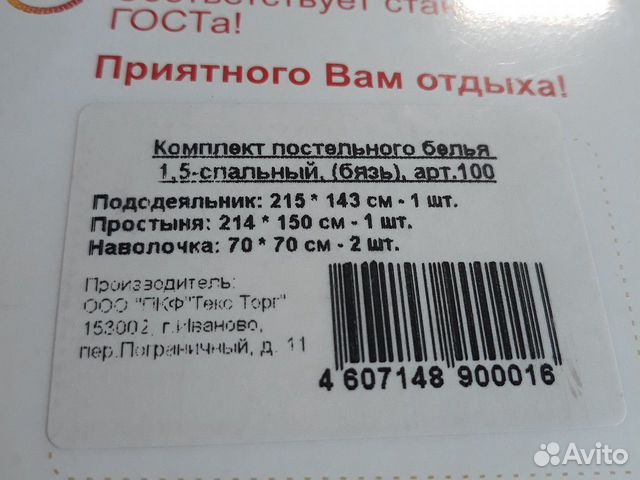 Соответствует
ГОСТа!
Приятного Вам отдыха!
Комплект постельного белья
1,5-спальный, (бязь), арт.100
Пододеяльник: 215 * 143 см - 1 шт.
Простыня: 214 * 150 см - 1 шт.
Наволочка: 70 * 70 см - 2 шт.
Производитель:
ООО "ПКФ"Текс Торг"
153002, г.Иваново,
пер.Пограничный, д. 11
4 607148 900016
Avito